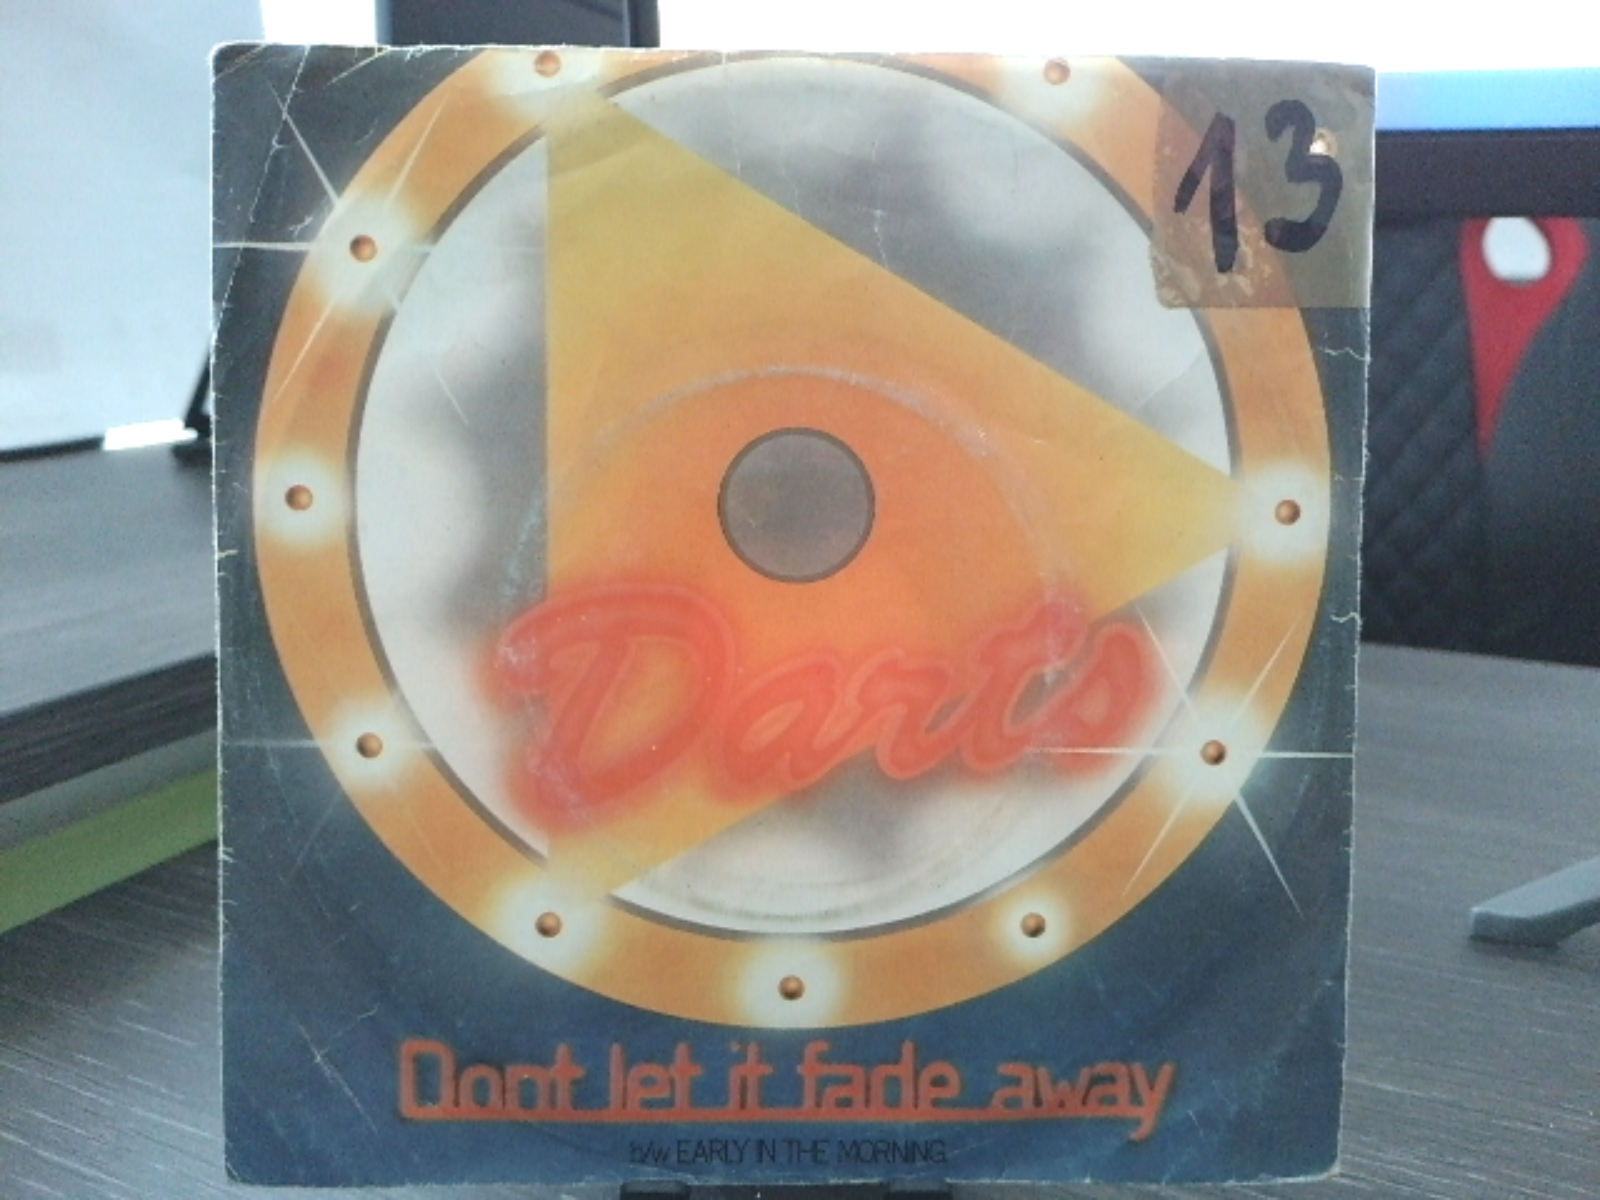 13
Darts
Dont let it fade away
b/w EARLY IN THE MORNING